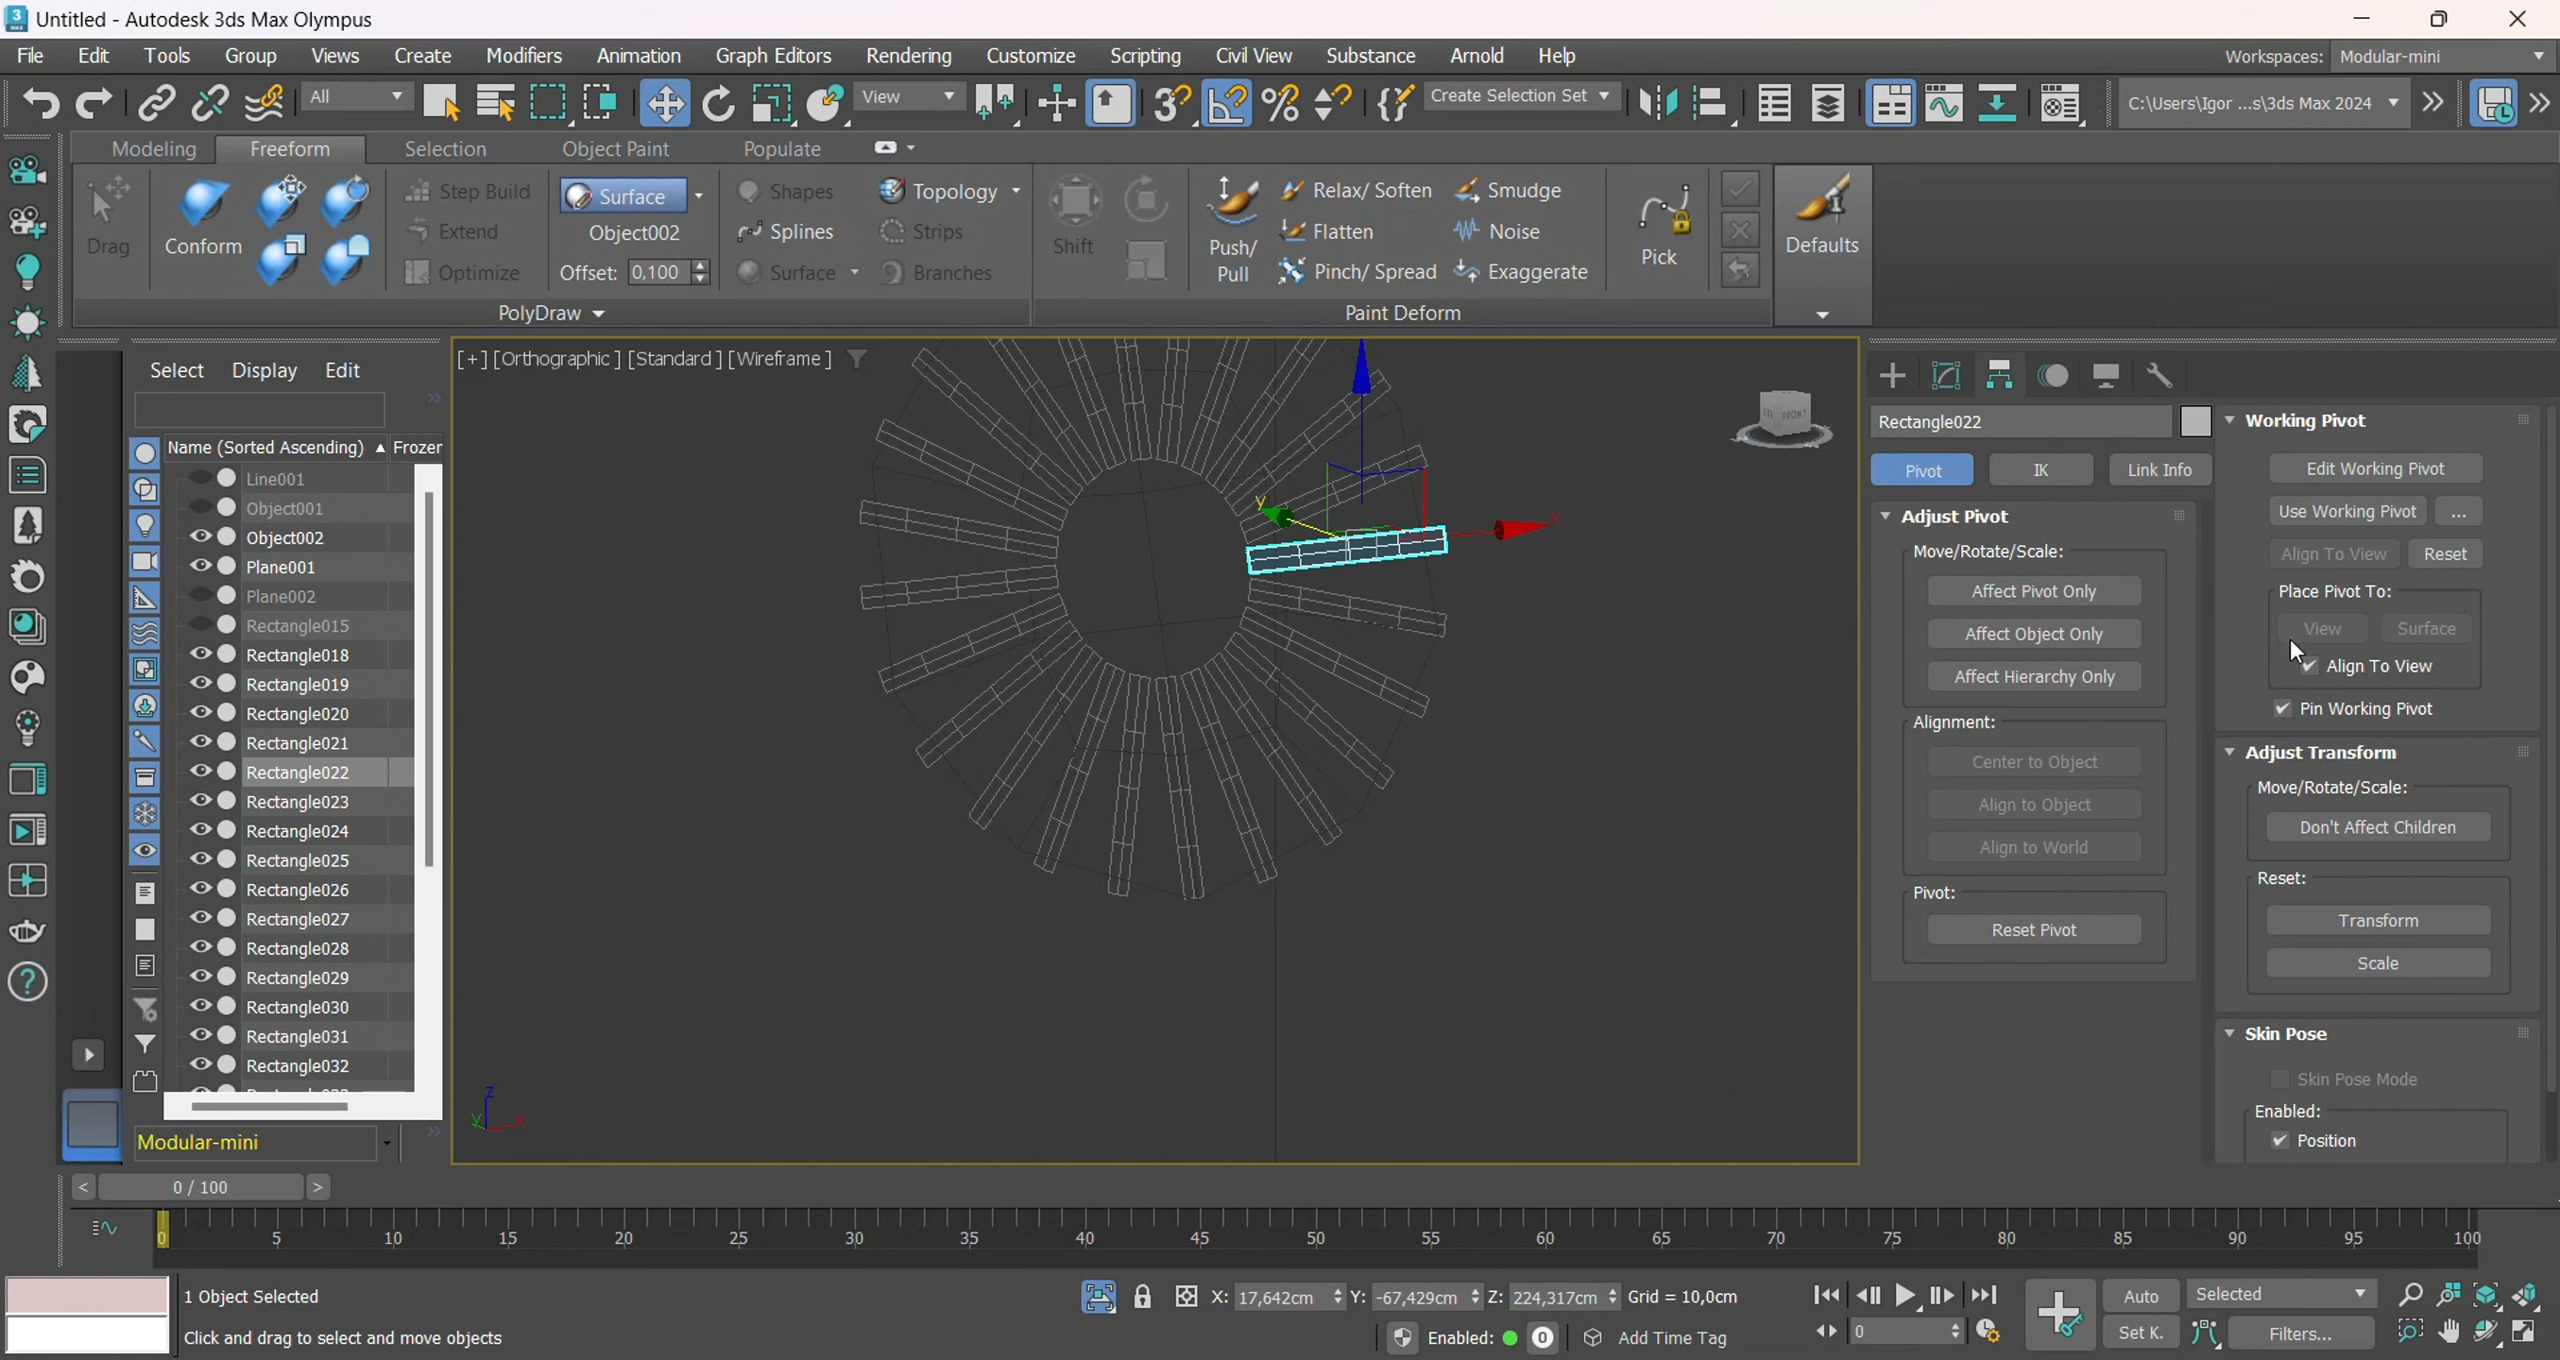 Untitled - Autodesk 3ds Max Olympus
File Edit Tools Group Views Create Modifiers Animation Graph Editors Rendering Customize Scripting Civil View Substance Arnold Help Workspaces: Modular-mini
All View Create Selection Set C:\Users\Igor ...s\3ds Max 2024
Modeling Freeform Selection Object Paint Populate
Drag Conform Step Build Extend Optimize
Surface Object002 Offset: 0,100
Shapes Splines Surface
Topology Strips Branches
Shift Push/ Pull
Relax/ Soften Flatten Pinch/ Spread
Smudge Noise Exaggerate
Pick Defaults
PolyDraw Paint Deform
Select Display Edit
Name (Sorted Ascending) Frozen
Line001
Object001
Object002
Plane001
Plane002
Rectangle015
Rectangle018
Rectangle019
Rectangle020
Rectangle021
Rectangle022
Rectangle023
Rectangle024
Rectangle025
Rectangle026
Rectangle027
Rectangle028
Rectangle029
Rectangle030
Rectangle031
Rectangle032
Modular-mini
[+] [Orthographic] [Standard] [Wireframe]
FRONT
x
y
z
y
x
Rectangle022
Pivot IK Link Info
Adjust Pivot
Move/Rotate/Scale:
Affect Pivot Only
Affect Object Only
Affect Hierarchy Only
Alignment:
Center to Object
Align to Object
Align to World
Pivot:
Reset Pivot
Working Pivot
Edit Working Pivot
Use Working Pivot ...
Align To View Reset
Place Pivot To:
View Surface
Align To View
Pin Working Pivot
Adjust Transform
Move/Rotate/Scale:
Don't Affect Children
Reset:
Transform
Scale
Skin Pose
Skin Pose Mode
Enabled:
Position
< 0 / 100 >
0 5 10 15 20 25 30 35 40 45 50 55 60 65 70 75 80 85 90 95 100
1 Object Selected X: 17,642cm Y: -67,429cm Z: 224,317cm Grid = 10,0cm Auto Selected
Click and drag to select and move objects Enabled: 0 Add Time Tag 0 Set K. Filters...